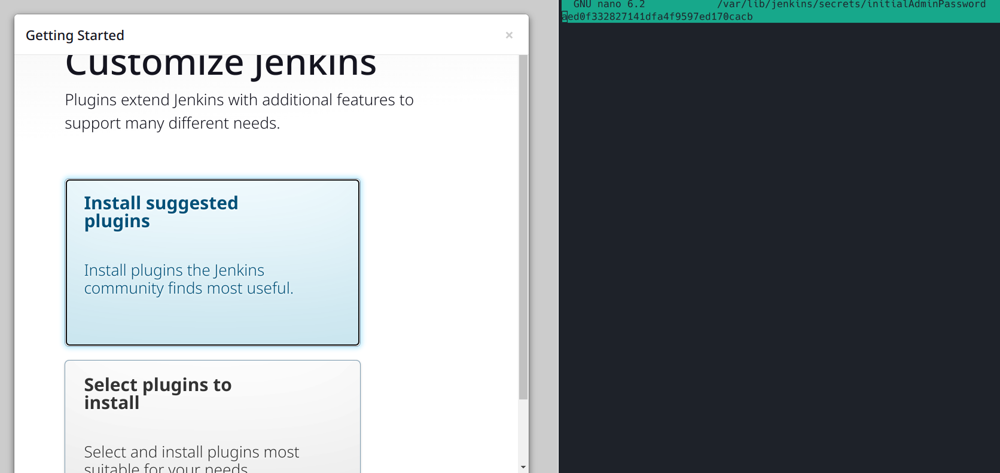 Getting Started
×
Customize Jenkins
Plugins extend Jenkins with additional features to
support many different needs.
Install suggested
plugins
Install plugins the Jenkins
community finds most useful.
Select plugins to
install
Select and install plugins most
suitable for your needs.
GNU nano 6.2 /var/lib/jenkins/secrets/initialAdminPassword
aed0f332827141dfa4f9597ed170cacb